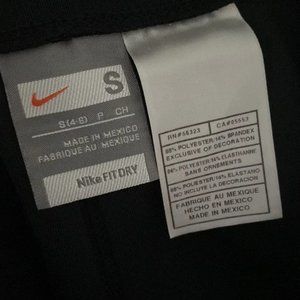 S
S(4-6) P CH
MADE IN MEXICO
FABRIQUÉ AU MEXIQUE
Nike FIT DRY
RN#56323 CA#05553
86% POLYESTER/14% SPANDEX
EXCLUSIVE OF DECORATION
86% POLYESTER/14% ELASTHANNE
SANS ORNEMENTS
86% POLIESTER/14% ELASTANO
NO INCLUYE LA DECORACION
FABRIQUE AU MEXIQUE
HECHO EN MEXICO
MADE IN MEXICO